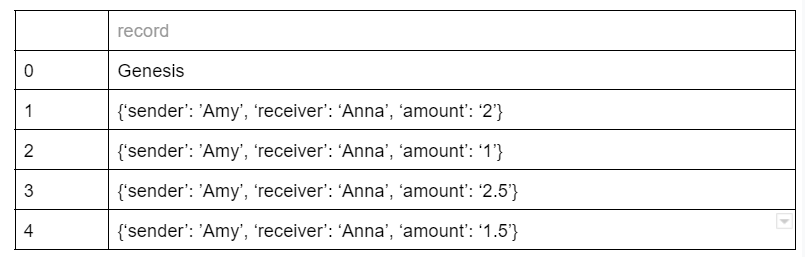 record
0 Genesis
1 {‘sender’: ’Amy’, ‘receiver’: ‘Anna’, ‘amount’: ‘2’}
2 {‘sender’: ’Amy’, ‘receiver’: ‘Anna’, ‘amount’: ‘1’}
3 {‘sender’: ’Amy’, ‘receiver’: ‘Anna’, ‘amount’: ‘2.5’}
4 {‘sender’: ’Amy’, ‘receiver’: ‘Anna’, ‘amount’: ‘1.5’}